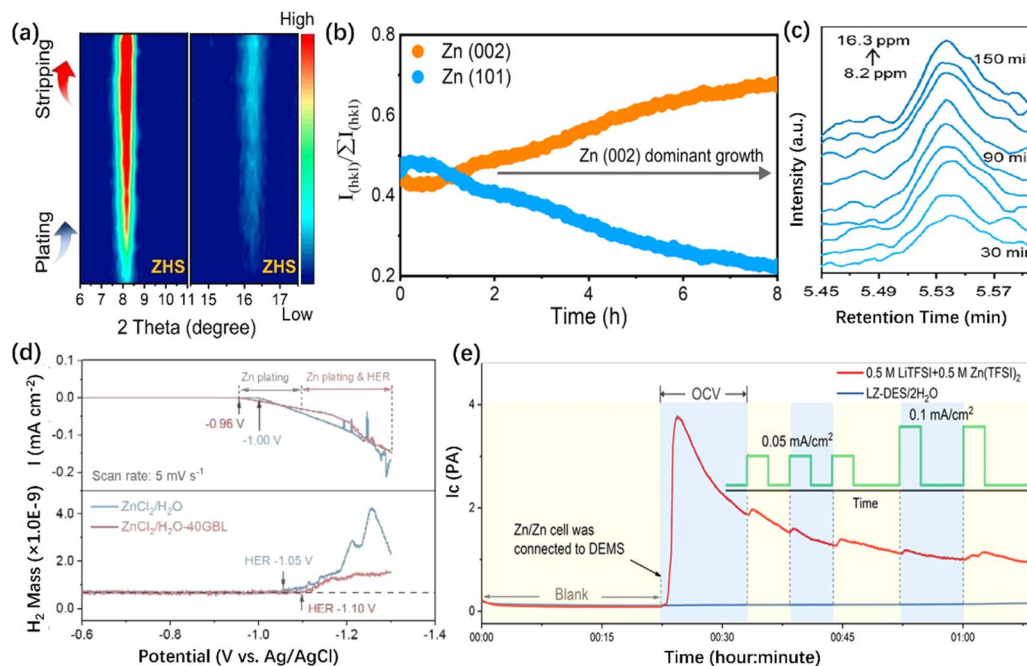 (a)
High
Stripping
Plating
ZHS
ZHS
Low
6 7 8 9 10 11 15 16 17
2 Theta (degree)
(b)
0.8
0.6
0.4
0.2
Zn (002)
Zn (101)
Zn (002) dominant growth
I(hkl)/ΣI(hkl)
0 2 4 6 8
Time (h)
(c)
16.3 ppm
8.2 ppm
150 min
90 min
30 min
Intensity (a.u.)
5.45 5.49 5.53 5.57
Retention Time (min)
(d)
0.1
0.0
-0.1
-0.2
I (mA cm⁻²)
Zn plating
Zn plating & HER
-0.96 V
-1.00 V
Scan rate: 5 mV s⁻¹
4.0
2.0
0.0
H₂ Mass (×1.0E-9)
ZnCl₂/H₂O
ZnCl₂/H₂O-40GBL
HER -1.05 V
HER -1.10 V
-0.6 -0.8 -1.0 -1.2 -1.4
Potential (V vs. Ag/AgCl)
(e)
4
2
0
Ic (PA)
0.5 M LiTFSI+0.5 M Zn(TFSI)₂
LZ-DES/2H₂O
OCV
0.05 mA/cm²
0.1 mA/cm²
Time
Zn/Zn cell was
connected to DEMS
Blank
00:00 00:15 00:30 00:45 01:00
Time (hour:minute)